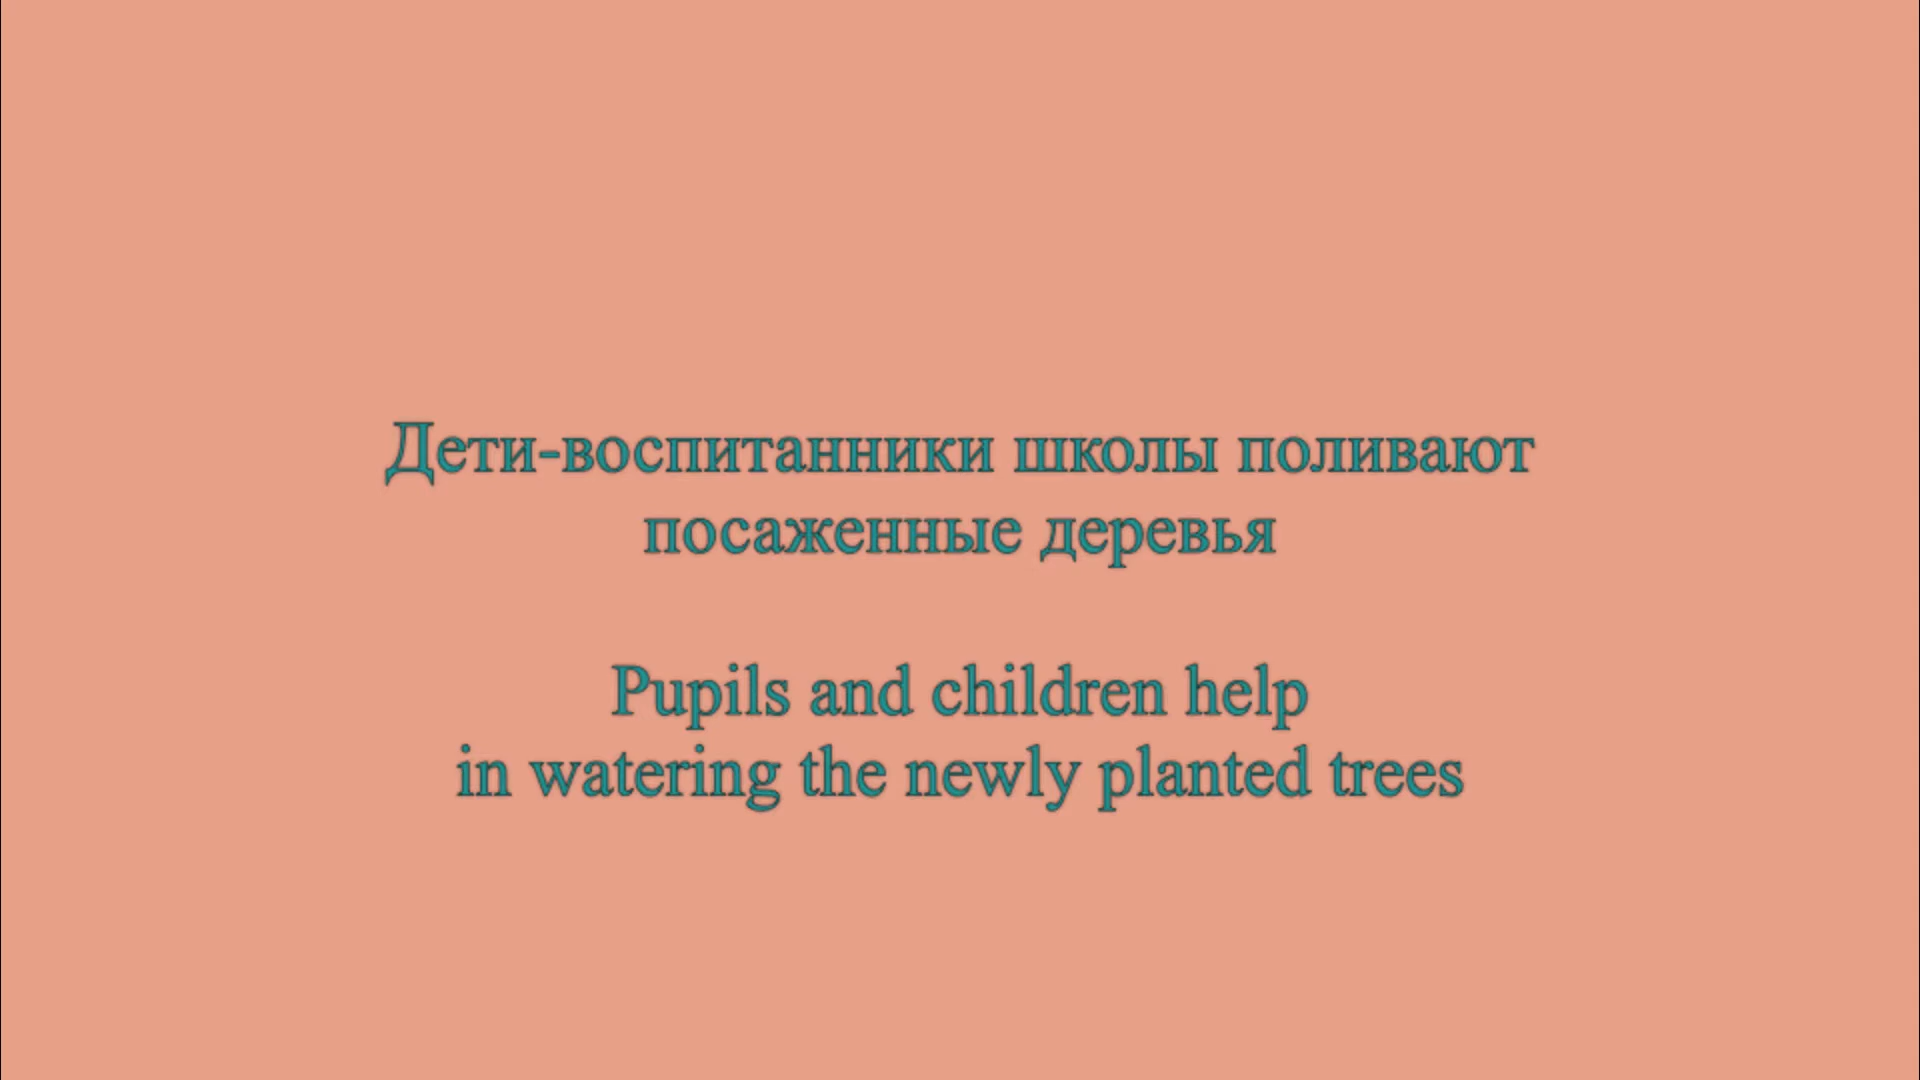 Дети-воспитанники школы поливают
посаженные деревья
Pupils and children help
in watering the newly planted trees